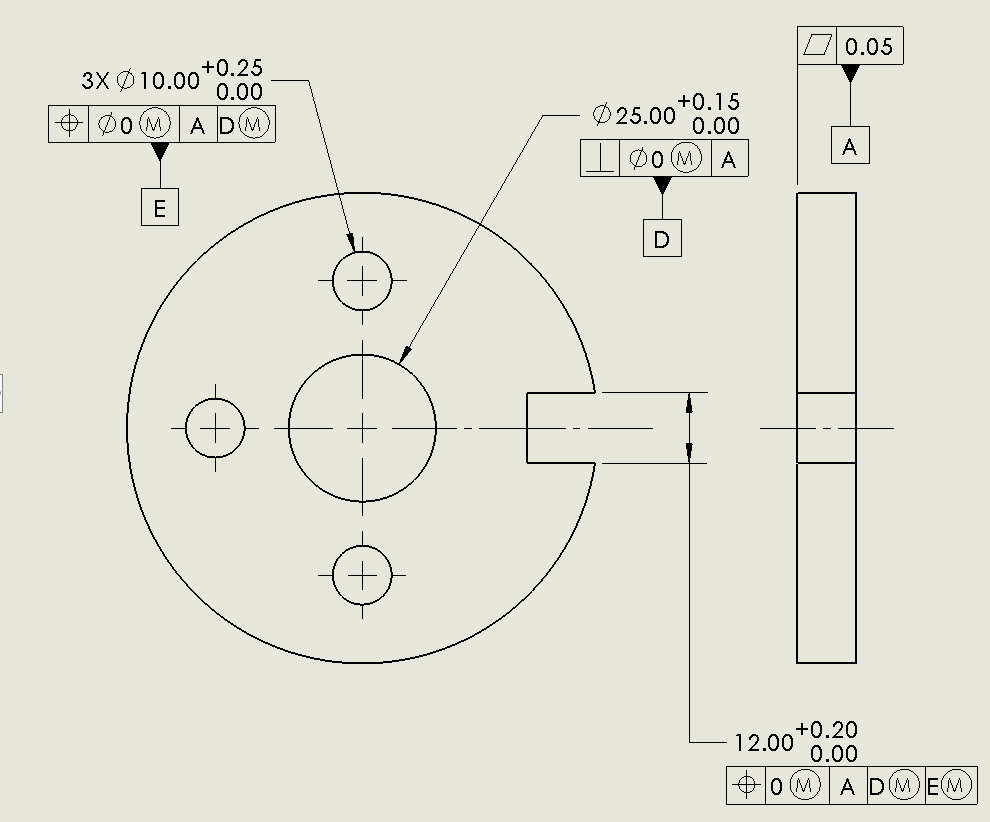 3X ⌀10.00 +0.25
0.00
⌖ ⌀0 Ⓜ A DⓂ
E
⌀25.00 +0.15
0.00
⟂ ⌀0 Ⓜ A
D
⏥ 0.05
A
12.00 +0.20
0.00
⌖ 0 Ⓜ A DⓂ EⓂ